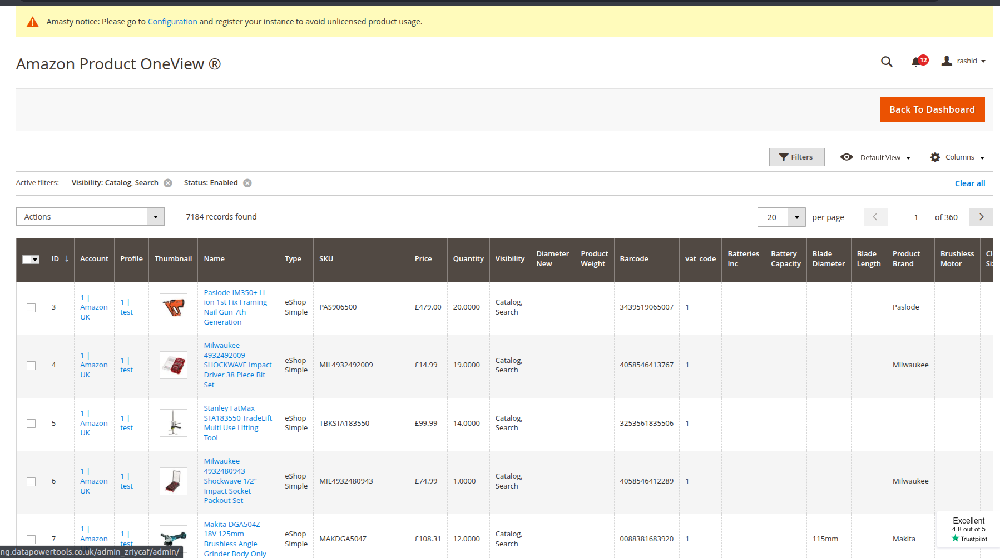 Amasty notice: Please go to Configuration and register your instance to avoid unlicensed product usage.
Amazon Product OneView ®
12
rashid
Back To Dashboard
Filters
Default View
Columns
Active filters: Visibility: Catalog, Search Status: Enabled
Clear all
Actions
7184 records found
20 per page
1 of 360
ID ↓ Account Profile Thumbnail Name Type SKU Price Quantity Visibility Diameter New Product Weight Barcode vat_code Batteries Inc Battery Capacity Blade Diameter Blade Length Product Brand Brushless Motor
3
1 |
Amazon
UK
1 |
test
Paslode IM350+ Li-
ion 1st Fix Framing
Nail Gun 7th
Generation
eShop
Simple
PAS906500
£479.00
20.0000
Catalog,
Search
3439519065007
1
Paslode
4
1 |
Amazon
UK
1 |
test
Milwaukee
4932492009
SHOCKWAVE Impact
Driver 38 Piece Bit
Set
eShop
Simple
MIL4932492009
£14.99
19.0000
Catalog,
Search
4058546413767
1
Milwaukee
5
1 |
Amazon
UK
1 |
test
Stanley FatMax
STA183550 TradeLift
Multi Use Lifting
Tool
eShop
Simple
TBKSTA183550
£99.99
14.0000
Catalog,
Search
3253561835506
1
6
1 |
Amazon
UK
1 |
test
Milwaukee
4932480943
Shockwave 1/2"
Impact Socket
Packout Set
eShop
Simple
MIL4932480943
£74.99
1.0000
Catalog,
Search
4058546412289
1
Milwaukee
7
1 |
Amazon
1 |
test
Makita DGA504Z
18V 125mm
Brushless Angle
Grinder Body Only
eShop
Simple
MAKDGA504Z
£108.31
12.0000
Catalog,
Search
0088381683920
1
115mm
Makita
Excellent
4.8 out of 5
Trustpilot
ng.datapowertools.co.uk/admin_zriycaf/admin/